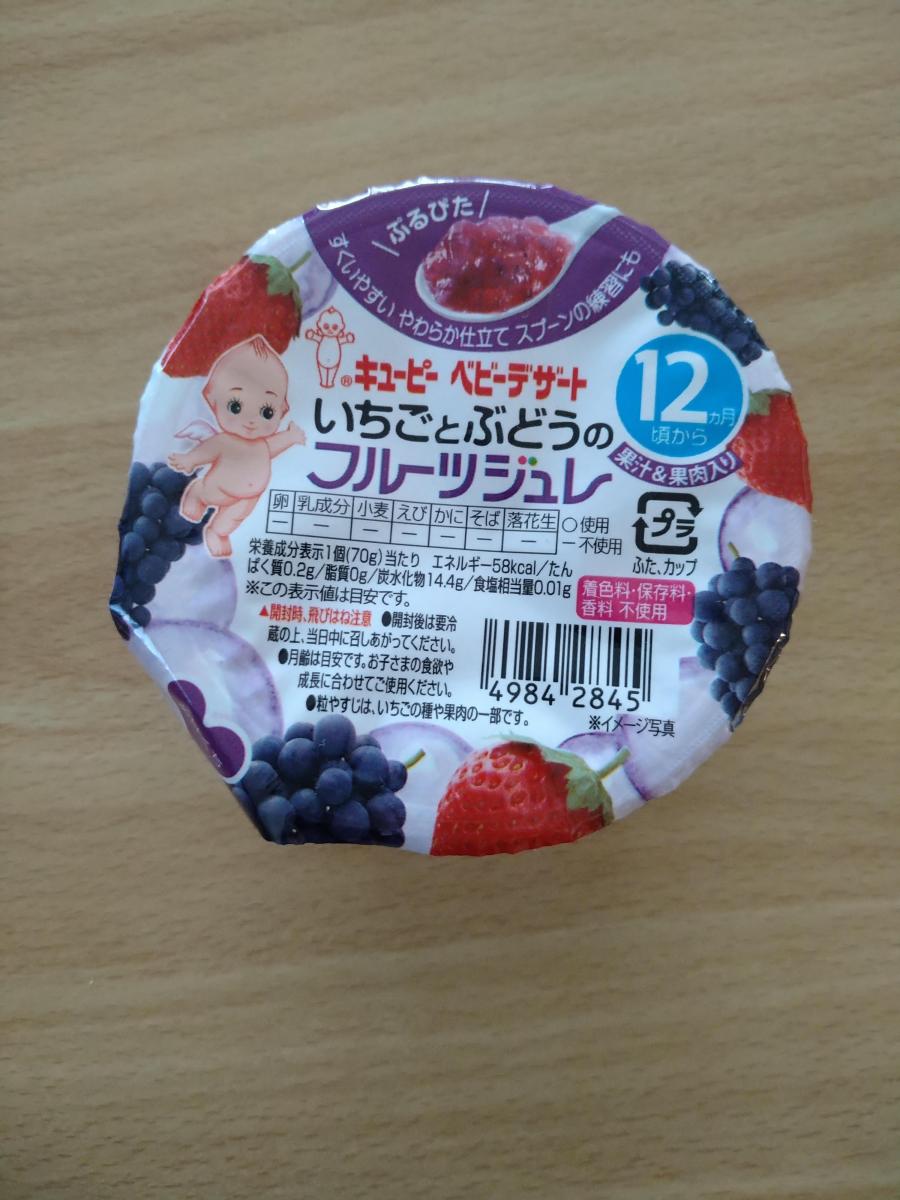 ぷるぴた
すくいやすい やわらか仕立て スプーンの練習にも
®キユーピー ベビーデザート
いちごとぶどうの
フルーツジュレ
12ヵ月
頃から
果汁&果肉入り
卵 乳成分 小麦 えび かに そば 落花生 ○使用
ー ー ー ー ー ー ー ー不使用
プラ
ふた、カップ
栄養成分表示1個(70g)当たり エネルギー58kcal/たん
ぱく質0.2g/脂質0g/炭水化物14.4g/食塩相当量0.01g
※この表示値は目安です。
着色料・保存料・
香料 不使用
▲開封時、飛びはね注意 ●開封後は要冷
蔵の上、当日中に召しあがってください。
●月齢は目安です。お子さまの食欲や
成長に合わせてご使用ください。
●粒やすじは、いちごの種や果肉の一部です。
4984 2845
※イメージ写真